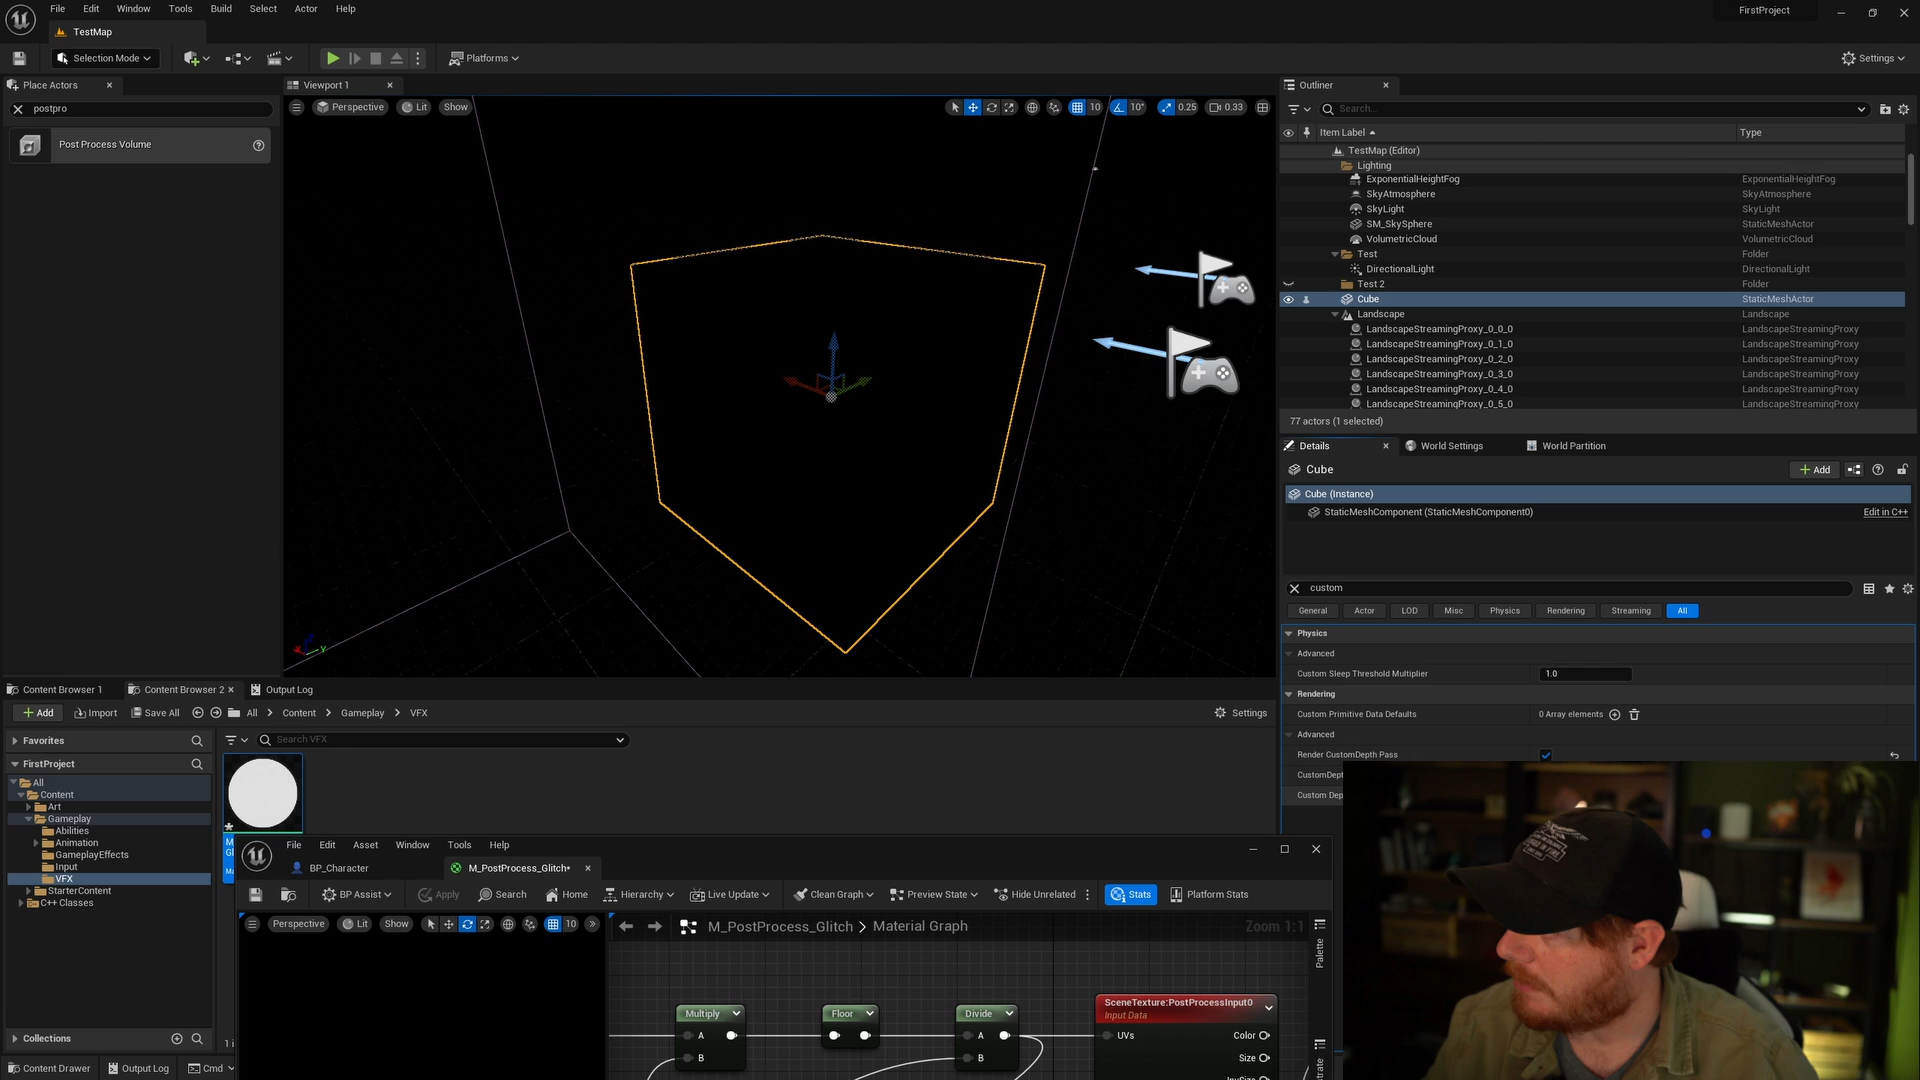 File Edit Window Tools Build Select Actor Help
FirstProject
TestMap
Selection Mode
Platforms
Settings
Place Actors
postpro
Post Process Volume
Viewport 1
Perspective Lit Show
10 10° 0.25 0.33
Outliner
Search...
Item Label Type
TestMap (Editor)
Lighting
ExponentialHeightFog ExponentialHeightFog
SkyAtmosphere SkyAtmosphere
SkyLight SkyLight
SM_SkySphere StaticMeshActor
VolumetricCloud VolumetricCloud
Test Folder
DirectionalLight DirectionalLight
Test 2 Folder
Cube StaticMeshActor
Landscape Landscape
LandscapeStreamingProxy_0_0_0 LandscapeStreamingProxy
LandscapeStreamingProxy_0_1_0 LandscapeStreamingProxy
LandscapeStreamingProxy_0_2_0 LandscapeStreamingProxy
LandscapeStreamingProxy_0_3_0 LandscapeStreamingProxy
LandscapeStreamingProxy_0_4_0 LandscapeStreamingProxy
LandscapeStreamingProxy_0_5_0 LandscapeStreamingProxy
77 actors (1 selected)
Details World Settings World Partition
Cube
Add
Cube (Instance)
StaticMeshComponent (StaticMeshComponent0) Edit in C++
custom
General Actor LOD Misc Physics Rendering Streaming All
Physics
Advanced
Custom Sleep Threshold Multiplier 1.0
Rendering
Custom Primitive Data Defaults 0 Array elements
Advanced
Render CustomDepth Pass
CustomDept
Custom Dep
Content Browser 1 Content Browser 2 Output Log
Add Import Save All All > Content > Gameplay > VFX
Settings
Favorites
Search VFX
FirstProject
All
Content
Art
Gameplay
Abilities
Animation
GameplayEffects
Input
VFX
StarterContent
C++ Classes
Collections
Content Drawer Output Log Cmd
File Edit Asset Window Tools Help
BP_Character M_PostProcess_Glitch*
BP Assist Apply Search Home Hierarchy Live Update Clean Graph Preview State Hide Unrelated Stats Platform Stats
Perspective Lit Show 10
M_PostProcess_Glitch > Material Graph
Zoom 1:1
Palette
Multiply
A
B
Floor
Divide
A
B
SceneTexture:PostProcessInput0
Input Data
UVs Color
Size